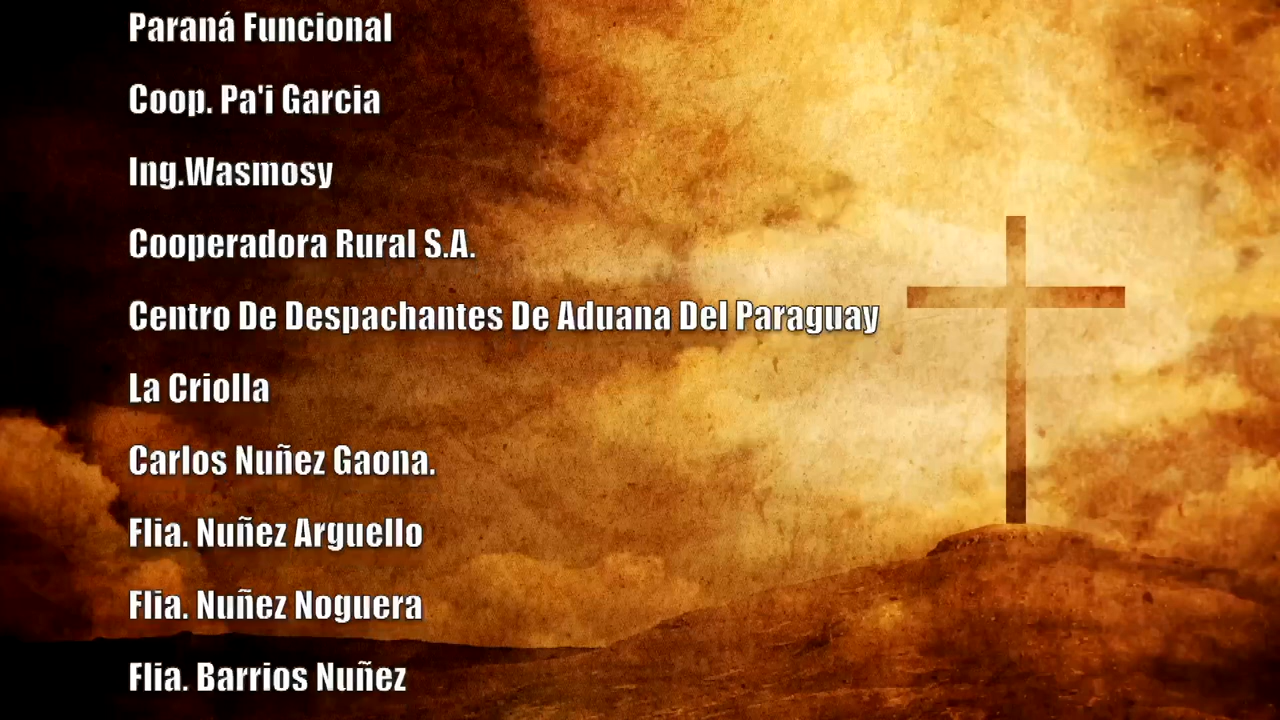 Paraná Funcional
Coop. Pa'i Garcia
Ing.Wasmosy
Cooperadora Rural S.A.
Centro De Despachantes De Aduana Del Paraguay
La Criolla
Carlos Nuñez Gaona.
Flia. Nuñez Arguello
Flia. Nuñez Noguera
Flia. Barrios Nuñez